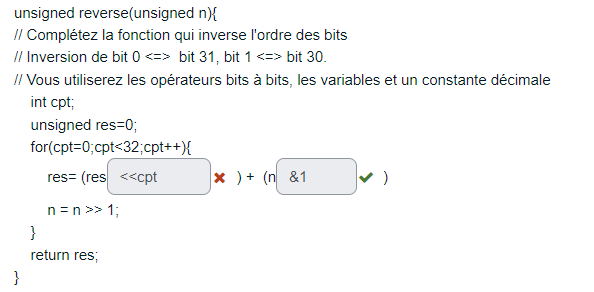 unsigned reverse(unsigned n){
// Complétez la fonction qui inverse l'ordre des bits
// Inversion de bit 0 <=> bit 31, bit 1 <=> bit 30.
// Vous utiliserez les opérateurs bits à bits, les variables et un constante décimale
int cpt;
unsigned res=0;
for(cpt=0;cpt<32;cpt++){
res= (res <<cpt ) + (n &1 )
n = n >> 1;
}
return res;
}